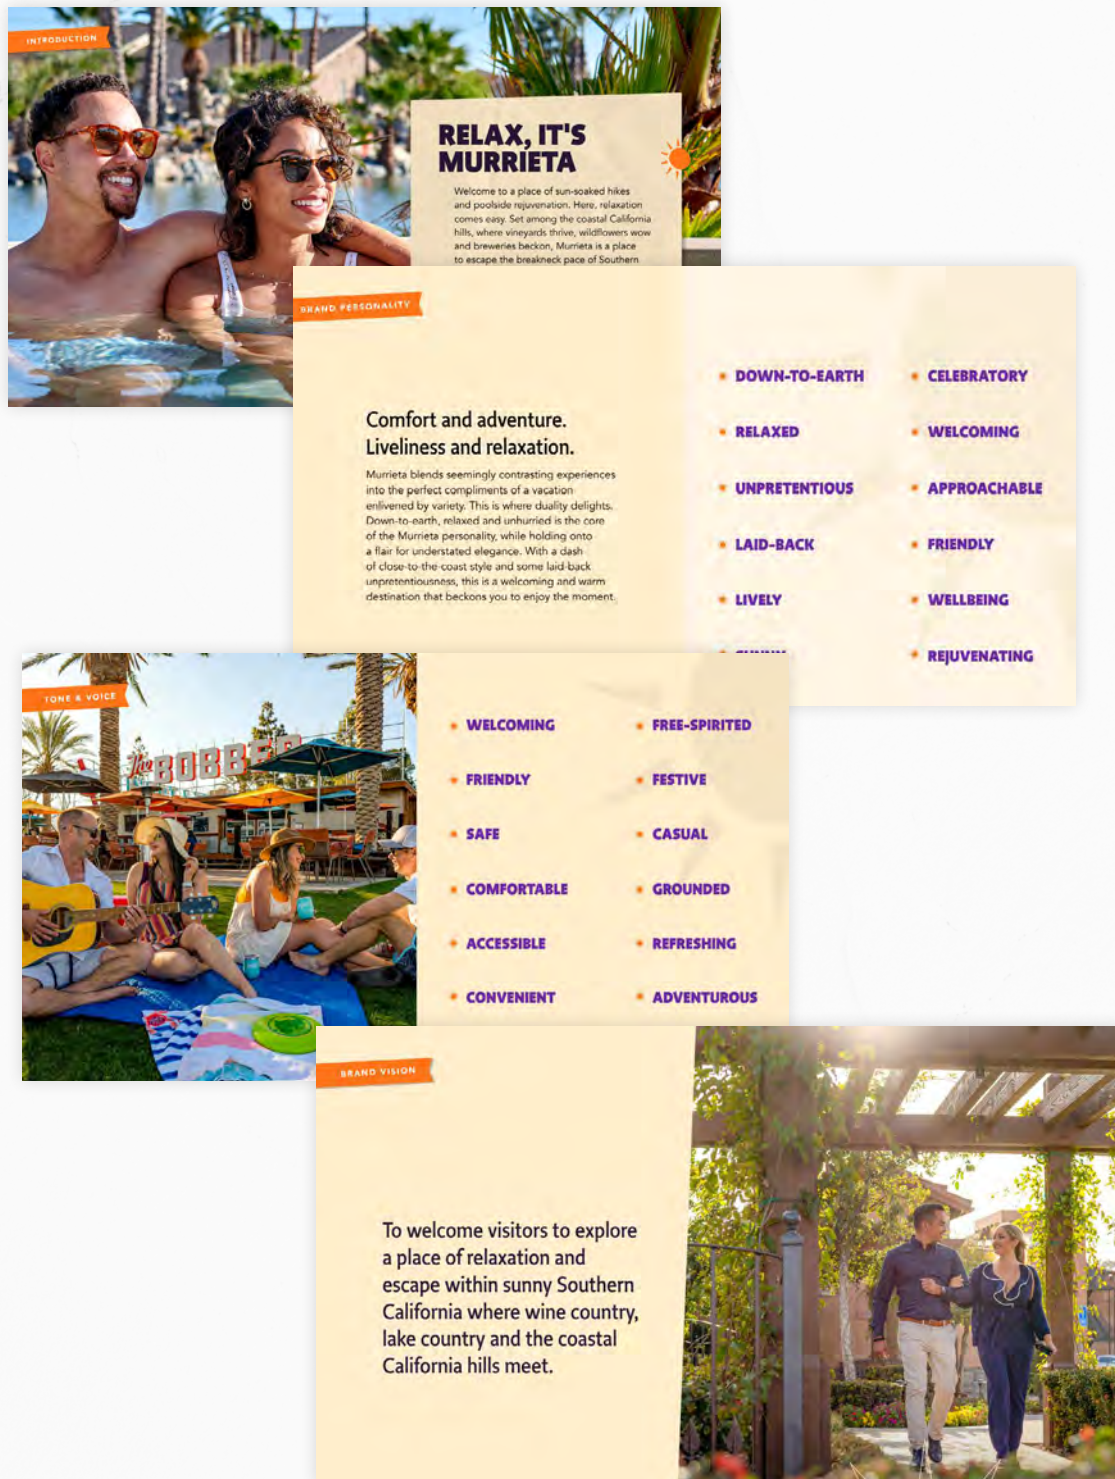 INTRODUCTION
RELAX, IT'S
MURRIETA
Welcome to a place of sun-soaked hikes
and poolside rejuvenation. Here, relaxation
comes easy. Set among the coastal California
hills, where vineyards thrive, wildflowers wow
and breweries beckon, Murrieta is a place
to escape the breakneck pace of Southern
BRAND PERSONALITY
Comfort and adventure.
Liveliness and relaxation.
Murrieta blends seemingly contrasting experiences
into the perfect compliments of a vacation
enlivened by variety. This is where duality delights.
Down-to-earth, relaxed and unhurried is the core
of the Murrieta personality, while holding onto
a flair for understated elegance. With a dash
of close-to-the-coast style and some laid-back
unpretentiousness, this is a welcoming and warm
destination that beckons you to enjoy the moment.
DOWN-TO-EARTH
RELAXED
UNPRETENTIOUS
LAID-BACK
LIVELY
CELEBRATORY
WELCOMING
APPROACHABLE
FRIENDLY
WELLBEING
REJUVENATING
TONE & VOICE
The BOBBER
WELCOMING
FRIENDLY
SAFE
COMFORTABLE
ACCESSIBLE
CONVENIENT
FREE-SPIRITED
FESTIVE
CASUAL
GROUNDED
REFRESHING
ADVENTUROUS
BRAND VISION
To welcome visitors to explore
a place of relaxation and
escape within sunny Southern
California where wine country,
lake country and the coastal
California hills meet.